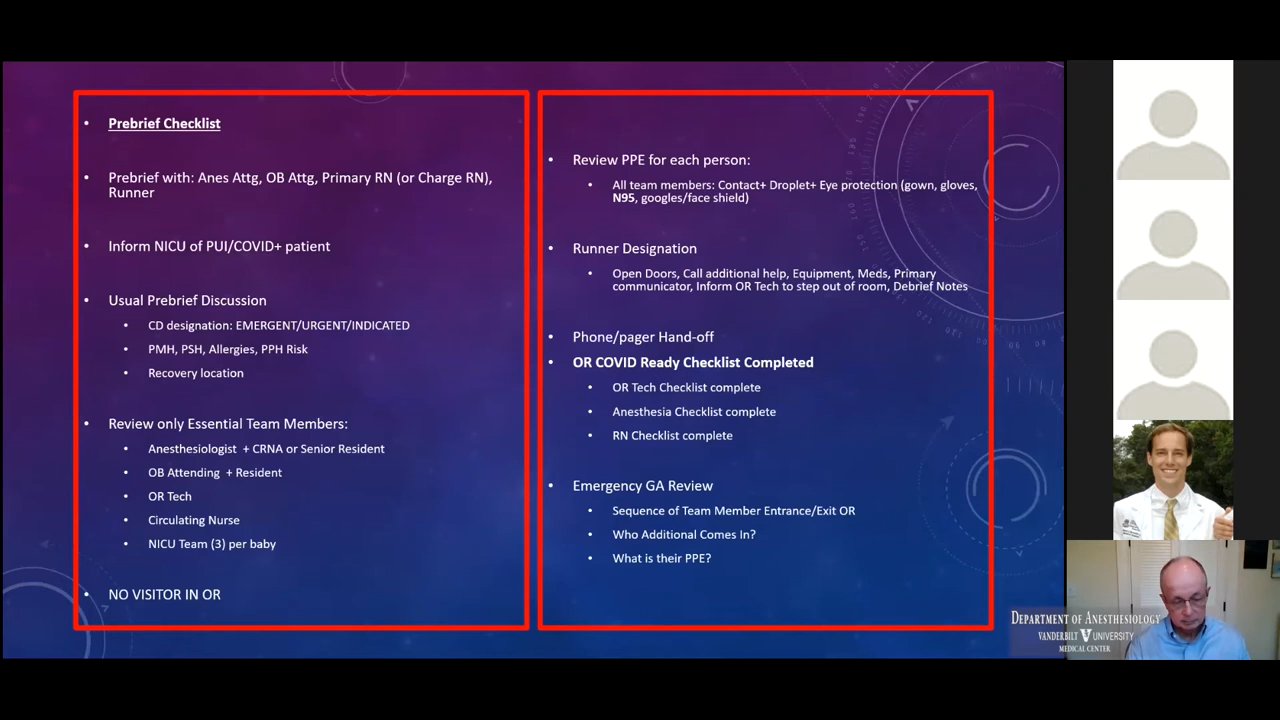 Prebrief Checklist
Prebrief with: Anes Attg, OB Attg, Primary RN (or Charge RN),
Runner
Inform NICU of PUI/COVID+ patient
Usual Prebrief Discussion
CD designation: EMERGENT/URGENT/INDICATED
PMH, PSH, Allergies, PPH Risk
Recovery location
Review only Essential Team Members:
Anesthesiologist + CRNA or Senior Resident
OB Attending + Resident
OR Tech
Circulating Nurse
NICU Team (3) per baby
NO VISITOR IN OR
Review PPE for each person:
All team members: Contact+ Droplet+ Eye protection (gown, gloves,
N95, googles/face shield)
Runner Designation
Open Doors, Call additional help, Equipment, Meds, Primary
communicator, Inform OR Tech to step out of room, Debrief Notes
Phone/pager Hand-off
OR COVID Ready Checklist Completed
OR Tech Checklist complete
Anesthesia Checklist complete
RN Checklist complete
Emergency GA Review
Sequence of Team Member Entrance/Exit OR
Who Additional Comes In?
What is their PPE?
DEPARTMENT OF ANESTHESIOLOGY
VANDERBILT UNIVERSITY
MEDICAL CENTER